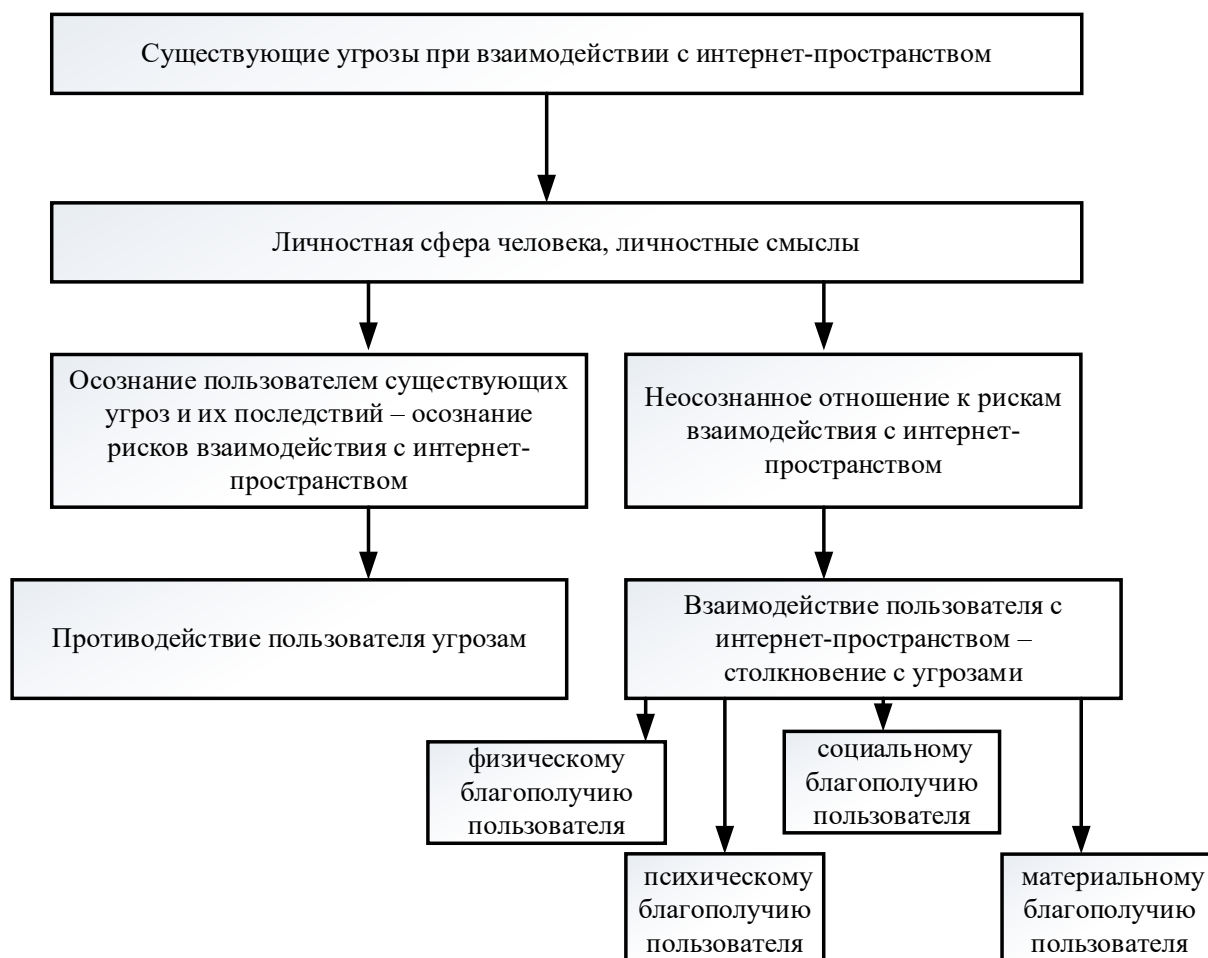 Существующие угрозы при взаимодействии с интернет-пространством
Личностная сфера человека, личностные смыслы
Осознание пользователем существующих
угроз и их последствий – осознание
рисков взаимодействия с интернет-
пространством
Неосознанное отношение к рискам
взаимодействия с интернет-
пространством
Противодействие пользователя угрозам
Взаимодействие пользователя с
интернет-пространством –
столкновение с угрозами
физическому
благополучию
пользователя
социальному
благополучию
пользователя
психическому
благополучию
пользователя
материальному
благополучию
пользователя